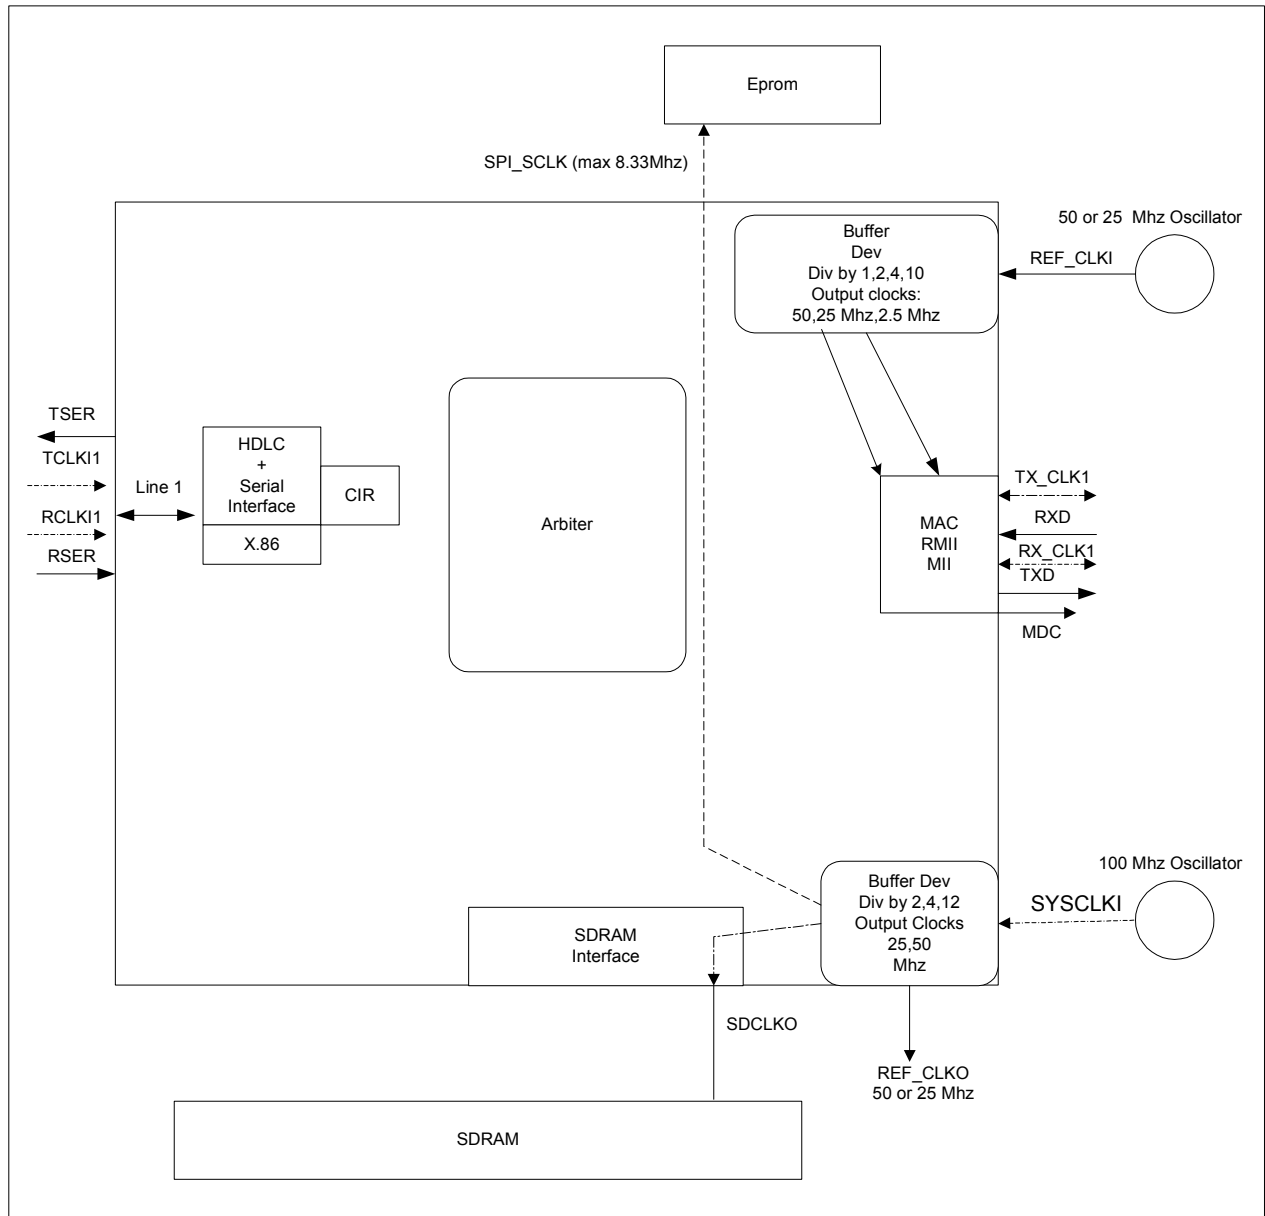 Eprom
SPI_SCLK (max 8.33Mhz)
50 or 25 Mhz Oscillator
Buffer
Dev
Div by 1,2,4,10
Output clocks:
50,25 Mhz,2.5 Mhz
REF_CLKI
TSER
TCLKI1
Line 1
RCLKI1
RSER
HDLC
+
Serial
Interface
CIR
X.86
Arbiter
MAC
RMII
MII
TX_CLK1
RXD
RX_CLK1
TXD
MDC
100 Mhz Oscillator
Buffer Dev
Div by 2,4,12
Output Clocks
25,50
Mhz
SYSCLKI
SDRAM
Interface
SDCLKO
REF_CLKO
50 or 25 Mhz
SDRAM